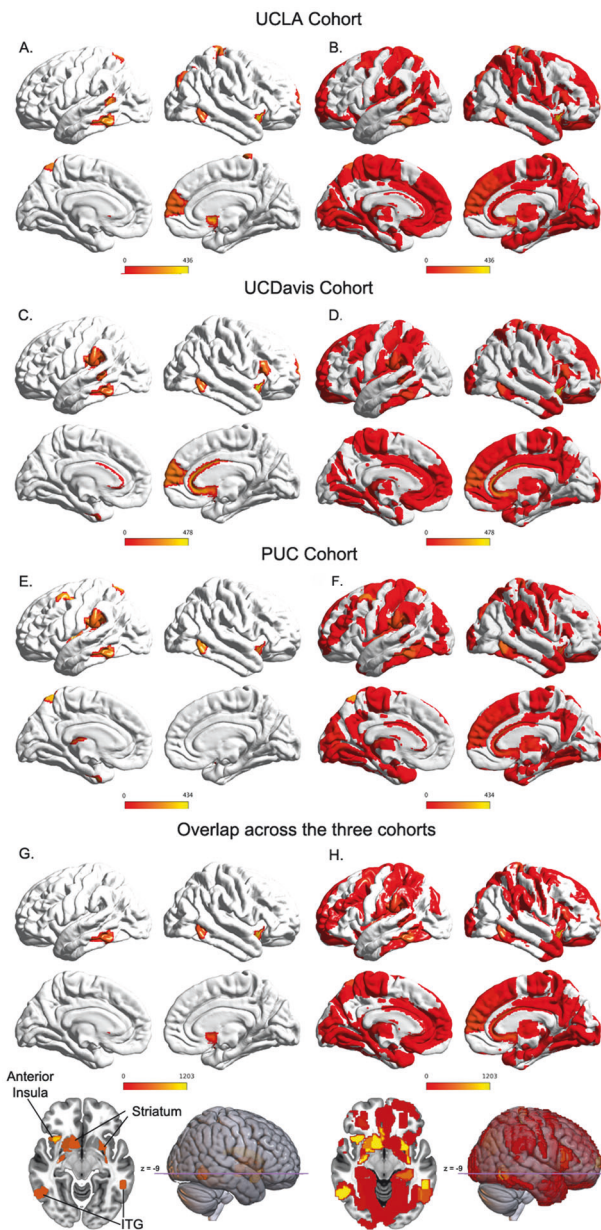 UCLA Cohort
A. B.
0 436 0 436
UCDavis Cohort
C. D.
0 478 0 478
PUC Cohort
E. F.
0 434 0 434
Overlap across the three cohorts
G. H.
0 1203 0 1203
Anterior
Insula
Striatum
z = -9 z = -9
ITG